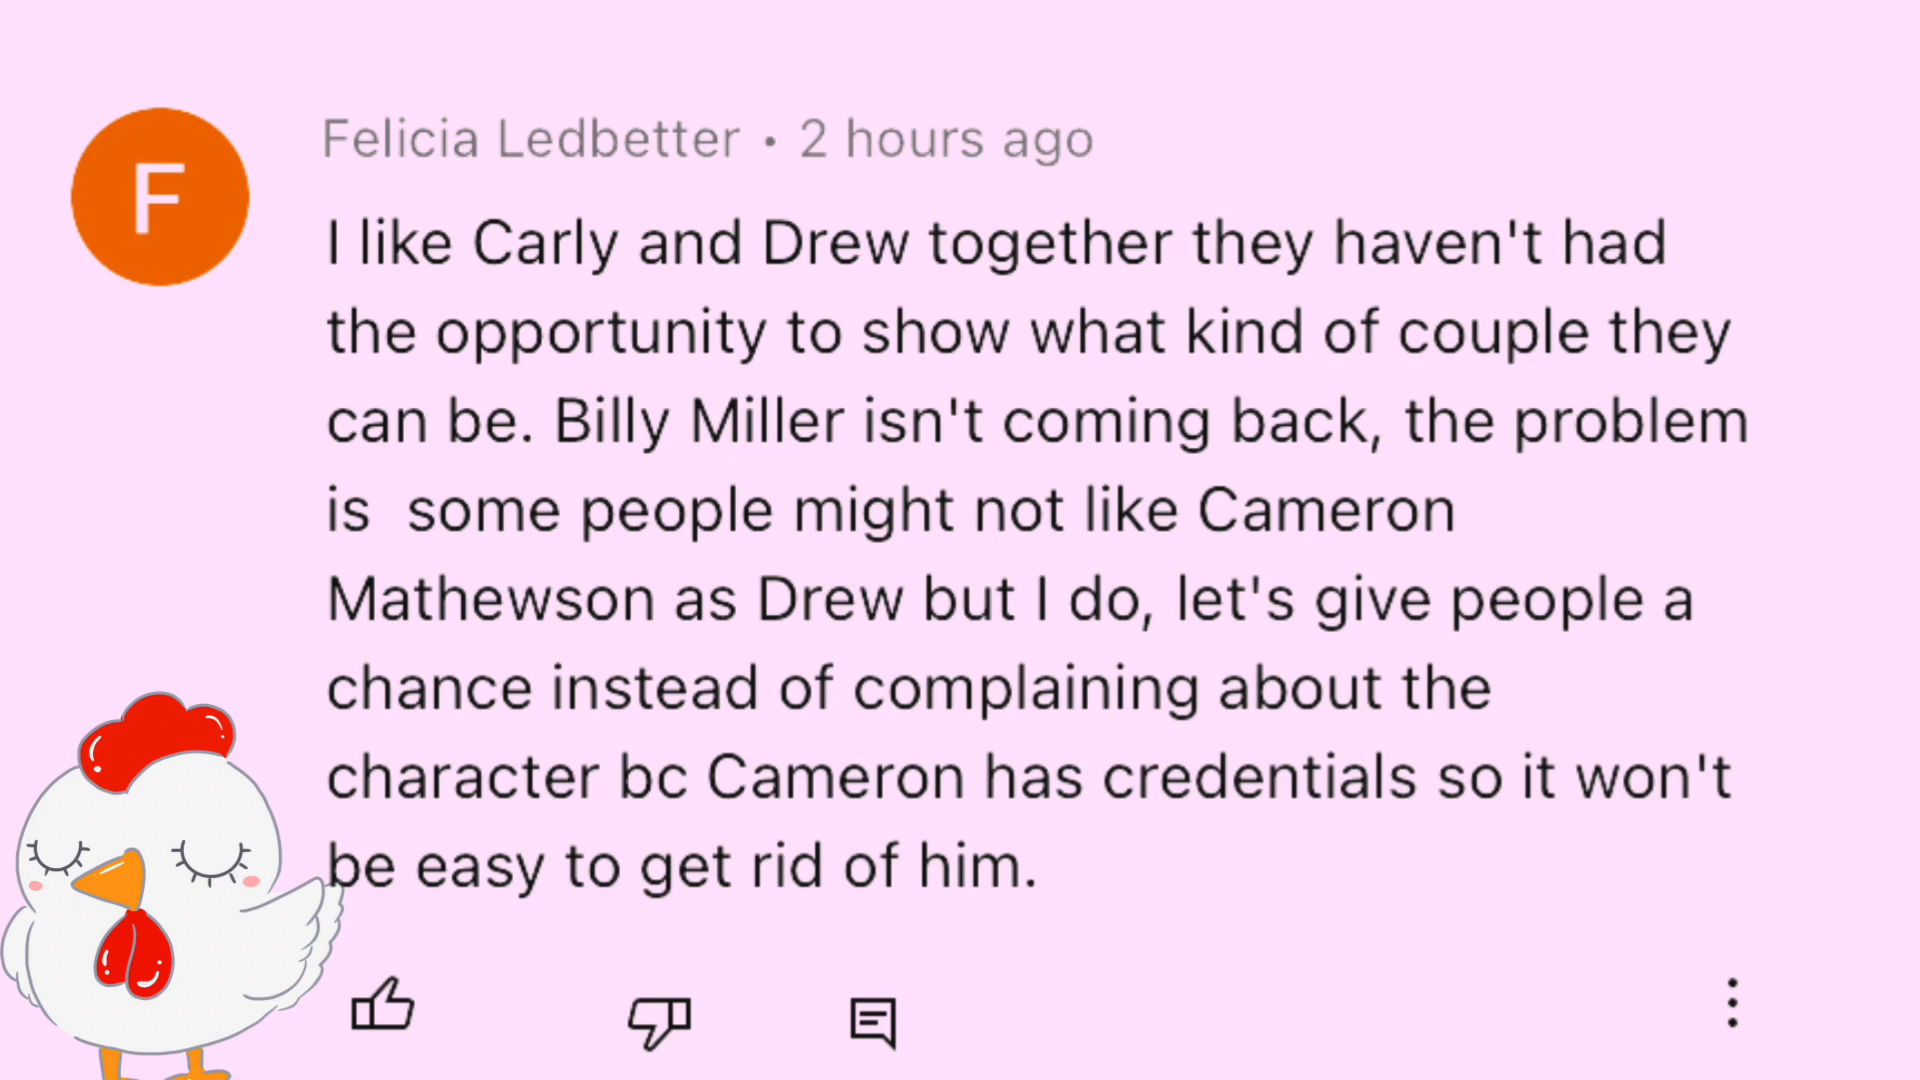 F
Felicia Ledbetter • 2 hours ago
I like Carly and Drew together they haven't had
the opportunity to show what kind of couple they
can be. Billy Miller isn't coming back, the problem
is  some people might not like Cameron
Mathewson as Drew but I do, let's give people a
chance instead of complaining about the
character bc Cameron has credentials so it won't
be easy to get rid of him.